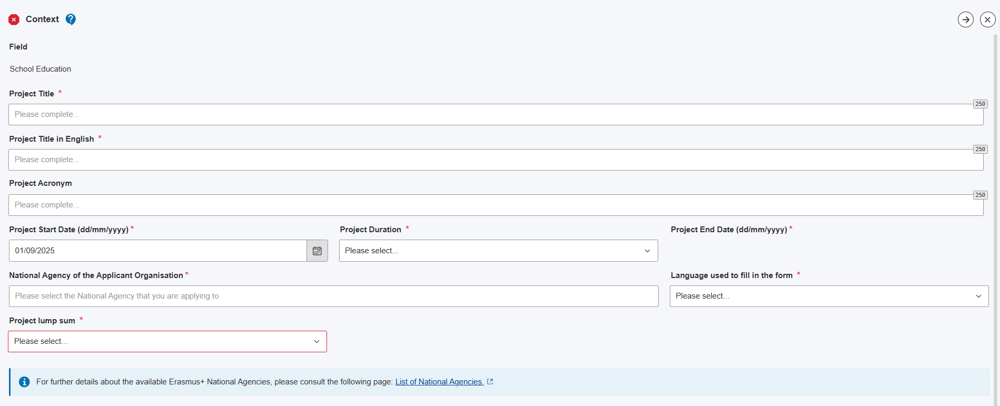 Context
Field
School Education
Project Title *
250
Please complete...
Project Title in English *
250
Please complete...
Project Acronym
250
Please complete...
Project Start Date (dd/mm/yyyy) * Project Duration * Project End Date (dd/mm/yyyy) *
01/09/2025 Please select...
National Agency of the Applicant Organisation * Language used to fill in the form *
Please select the National Agency that you are applying to Please select...
Project lump sum *
Please select...
For further details about the available Erasmus+ National Agencies, please consult the following page: List of National Agencies.